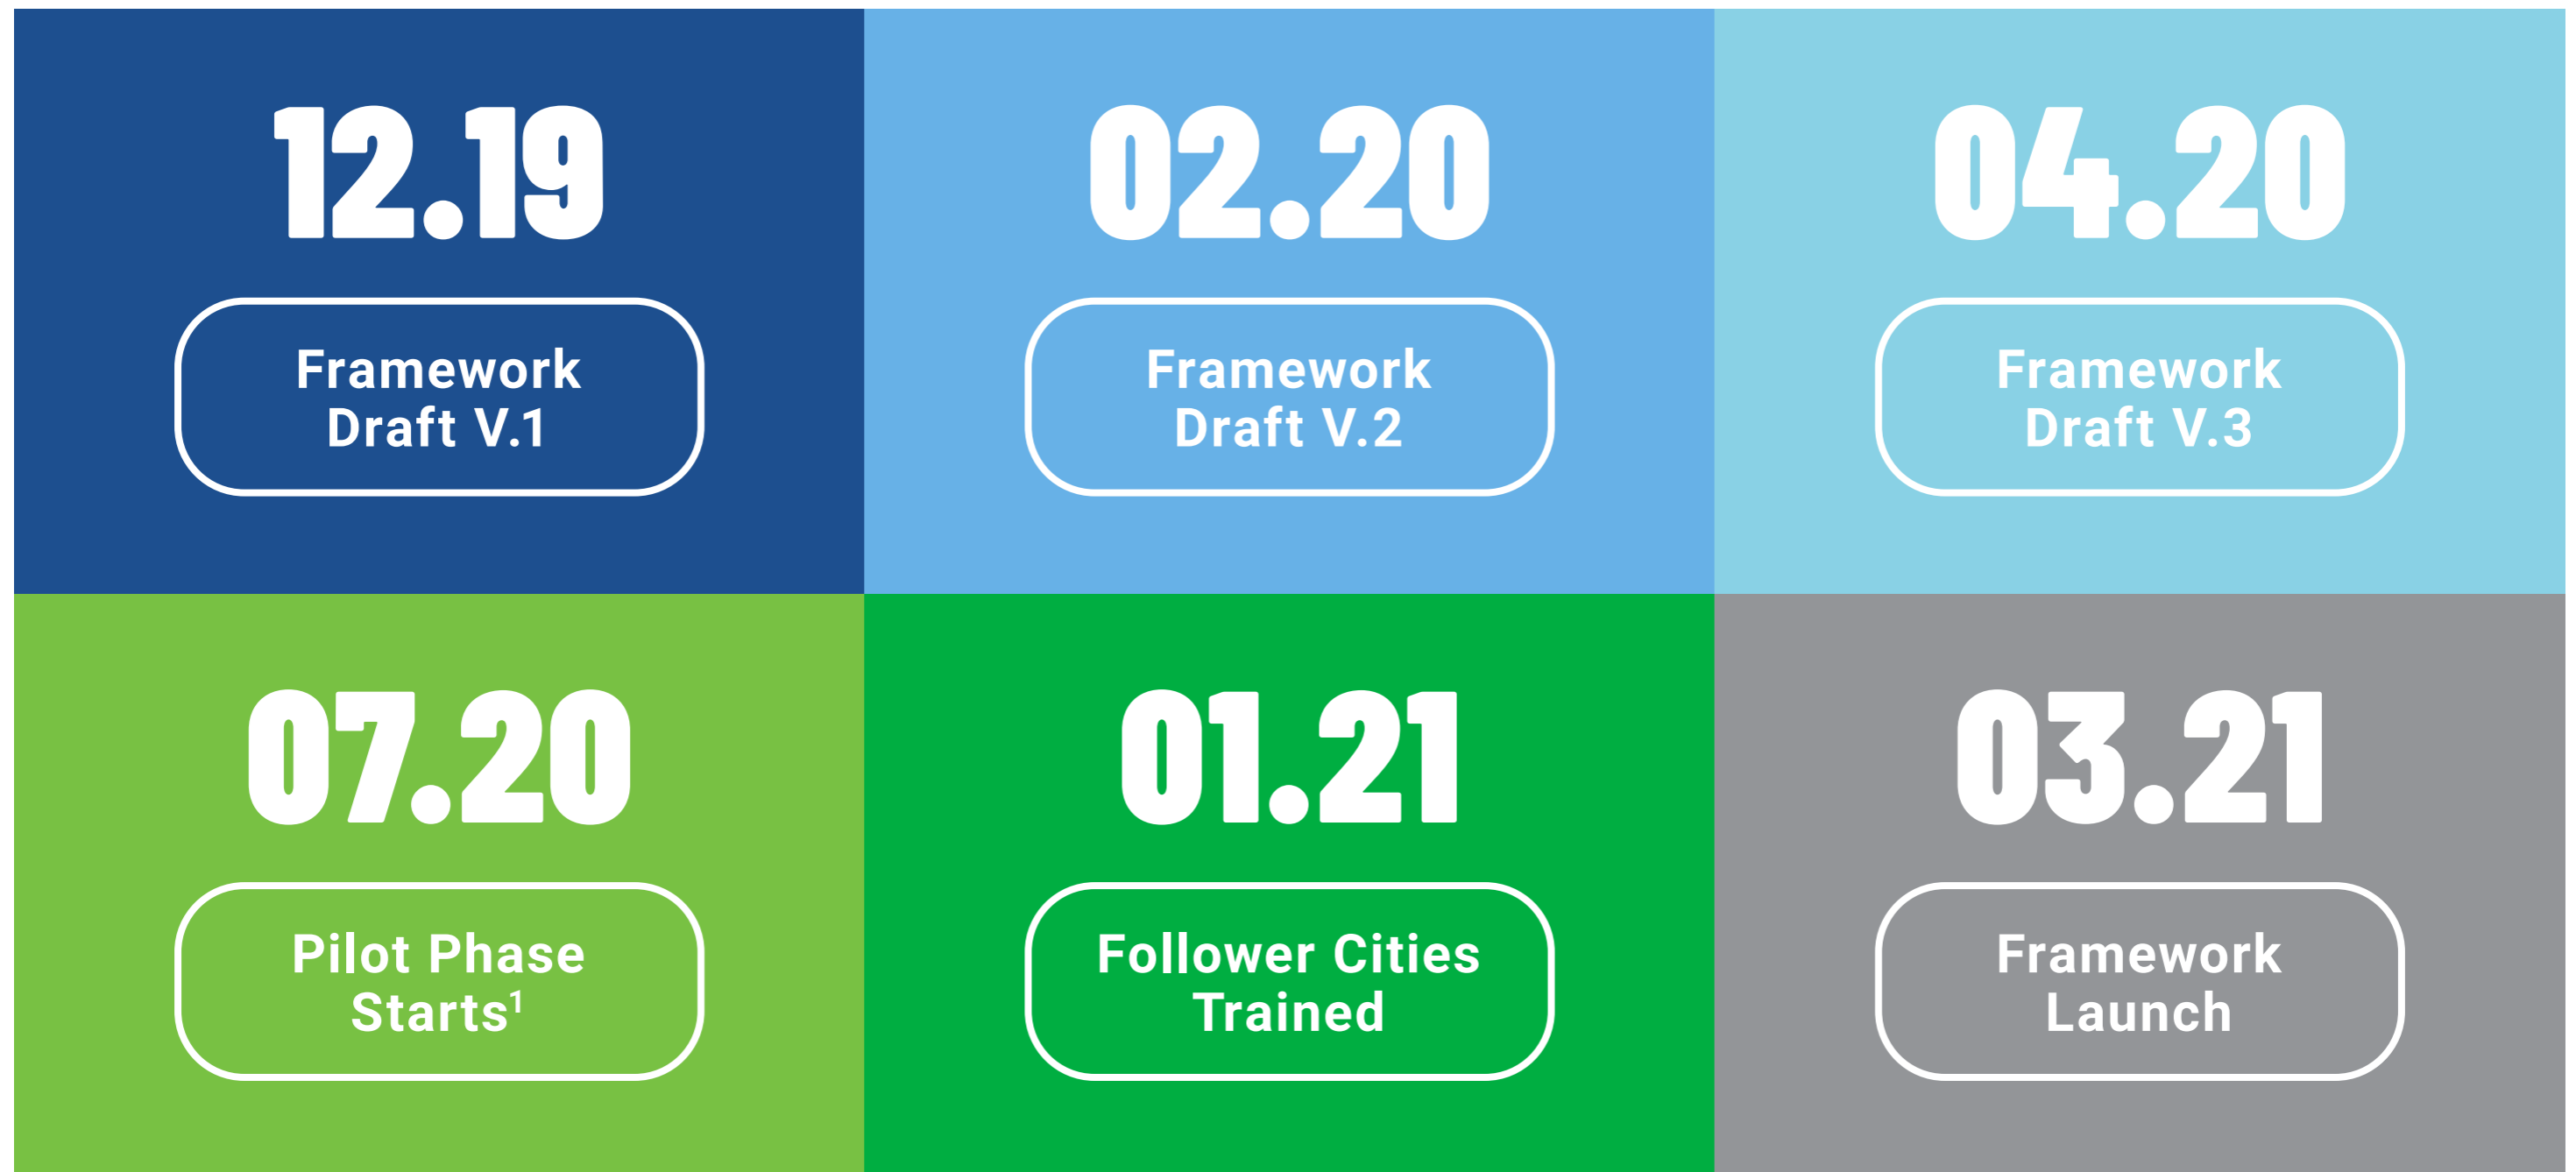 12.19
Framework
Draft V.1
02.20
Framework
Draft V.2
04.20
Framework
Draft V.3
07.20
Pilot Phase
Starts¹
01.21
Follower Cities
Trained
03.21
Framework
Launch